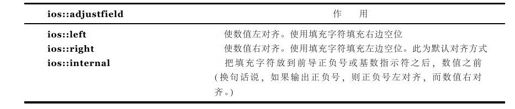 ios::adjustfield 作 用
ios::left 使数值左对齐。使用填充字符填充右边空位
ios::right 使数值右对齐。使用填充字符填充左边空位。此为默认对齐方式
ios::internal 把填充字符放到前导正负号或基数指示符之后，数值之前
(换句话说，如果输出正负号，则正负号左对齐，而数值右对
齐。)